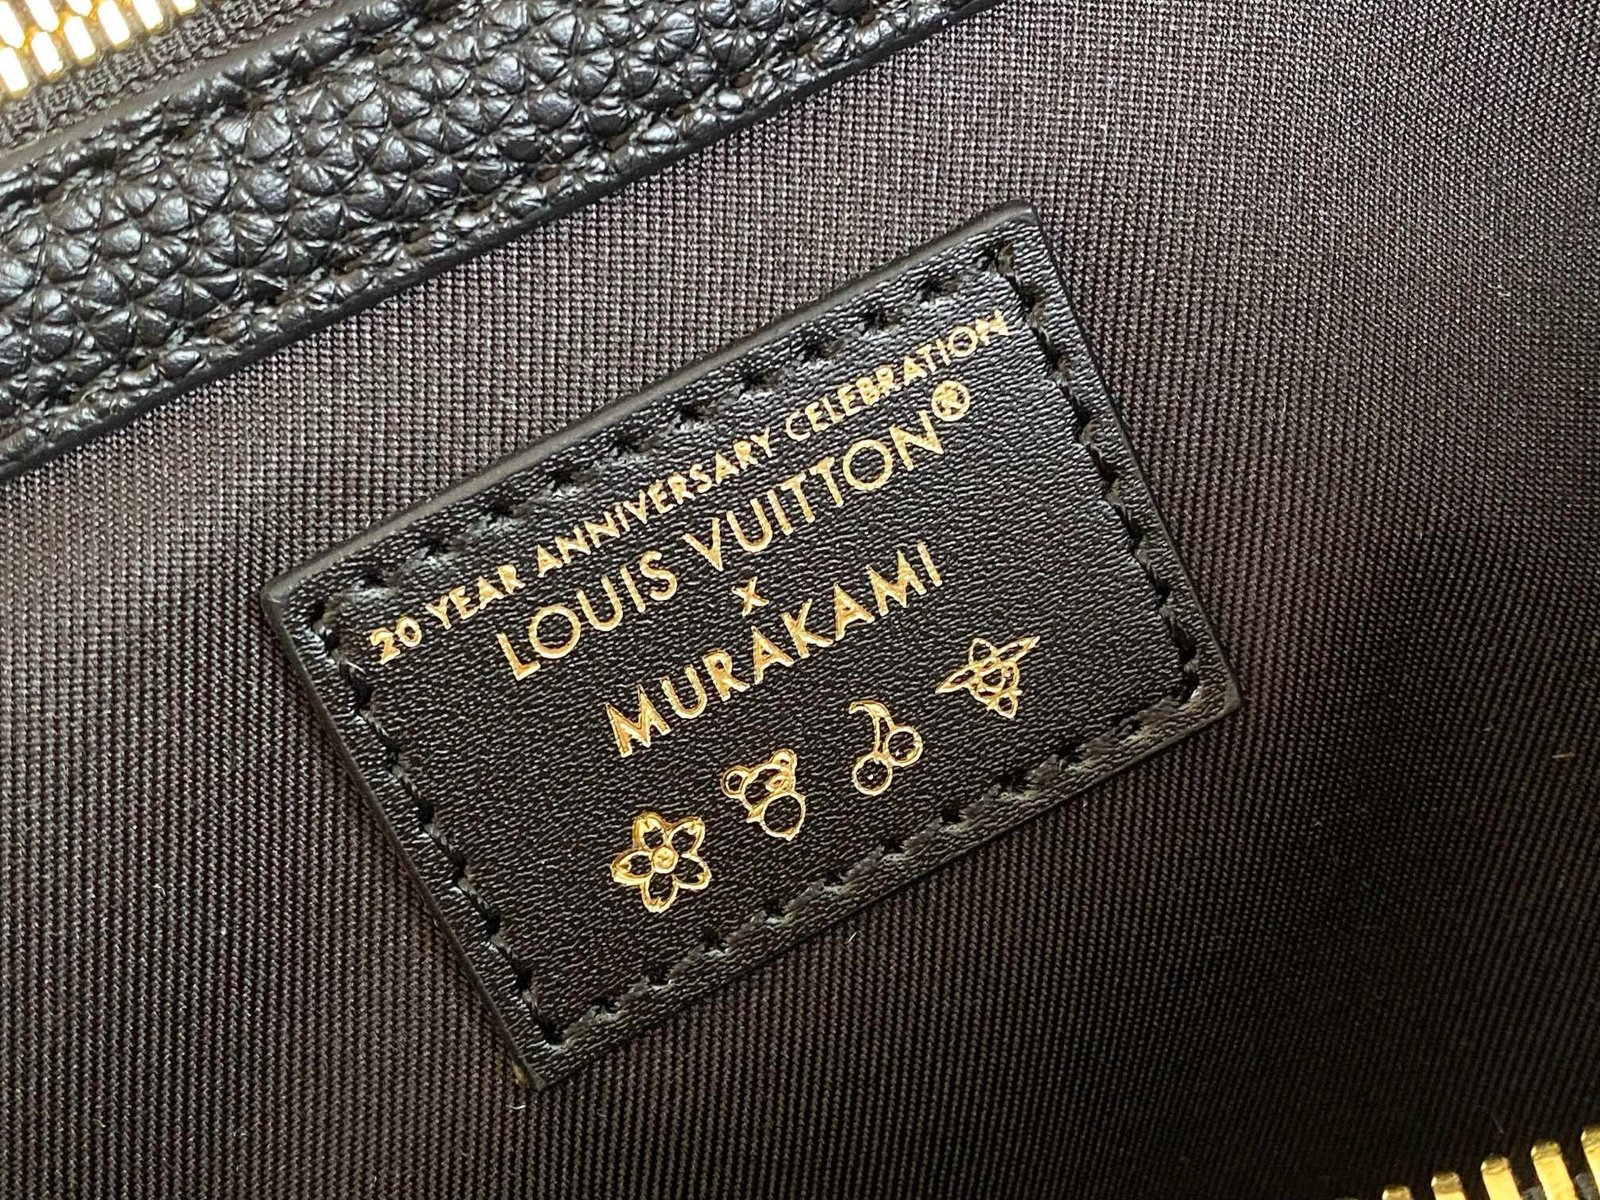 20 YEAR ANNIVERSARY CELEBRATION
LOUIS VUITTON®
x
MURAKAMI